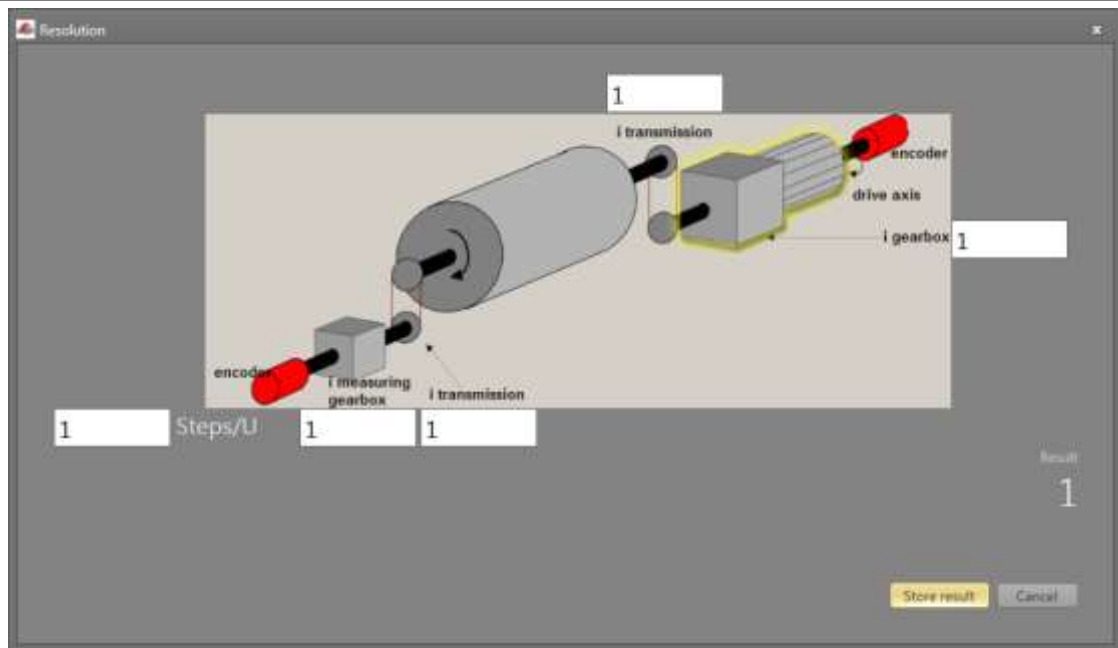 Resolution
1
i transmission
encoder
drive axis
i gearbox
1
encoder
i measuring
gearbox
i transmission
1
Steps/U
1
1
Result
1
Store result
Cancel